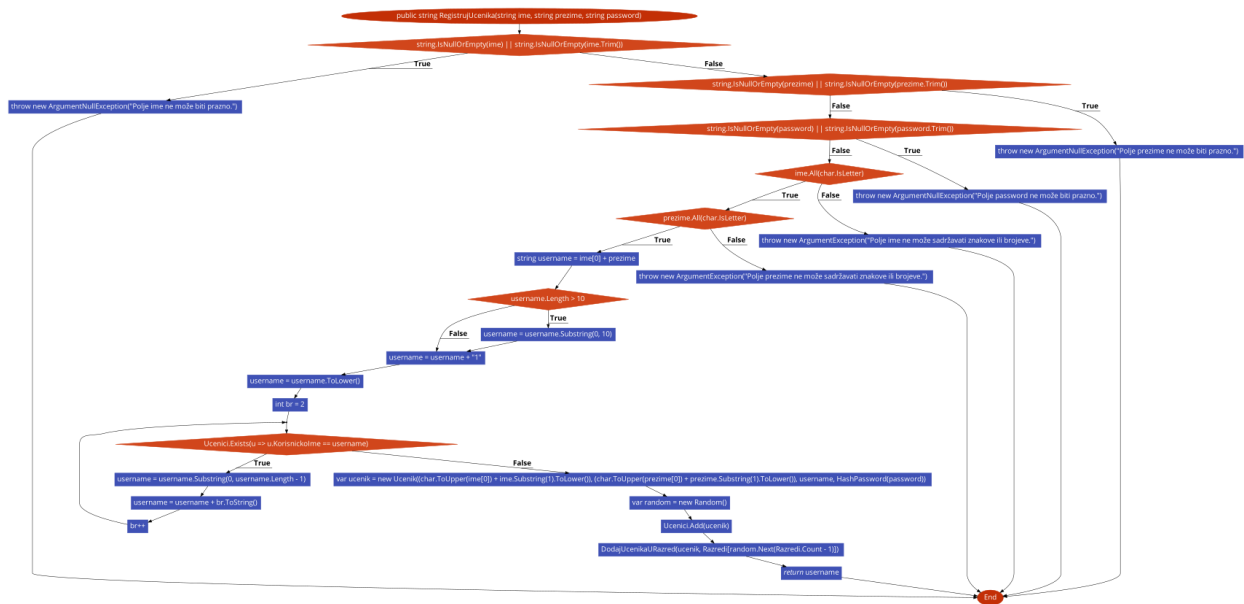 public string RegistrujUcenika(string ime, string prezime, string password)
string.IsNullOrEmpty(ime) || string.IsNullOrEmpty(ime.Trim())
True
False
string.IsNullOrEmpty(prezime) || string.IsNullOrEmpty(prezime.Trim())
throw new ArgumentNullException("Polje ime ne može biti prazno.")
False
True
string.IsNullOrEmpty(password) || string.IsNullOrEmpty(password.Trim())
False
True
throw new ArgumentNullException("Polje prezime ne može biti prazno.")
ime.All(char.IsLetter)
True
False
throw new ArgumentNullException("Polje password ne može biti prazno.")
prezime.All(char.IsLetter)
True
False
throw new ArgumentException("Polje ime ne može sadržavati znakove ili brojeve.")
string username = ime[0] + prezime
throw new ArgumentException("Polje prezime ne može sadržavati znakove ili brojeve.")
username.Length > 10
True
False
username = username.Substring(0, 10)
username = username + "1"
username = username.ToLower()
int br = 2
Ucenici.Exists(u => u.KorisnickoIme == username)
True
False
username = username.Substring(0, username.Length - 1)
var ucenik = new Ucenik((char.ToUpper(ime[0]) + ime.Substring(1).ToLower()), (char.ToUpper(prezime[0]) + prezime.Substring(1).ToLower()), username, HashPassword(password))
username = username + br.ToString()
var random = new Random()
br++
Ucenici.Add(ucenik)
DodajUcenikaURazred(ucenik, Razredi[random.Next(Razredi.Count - 1)])
return username
End